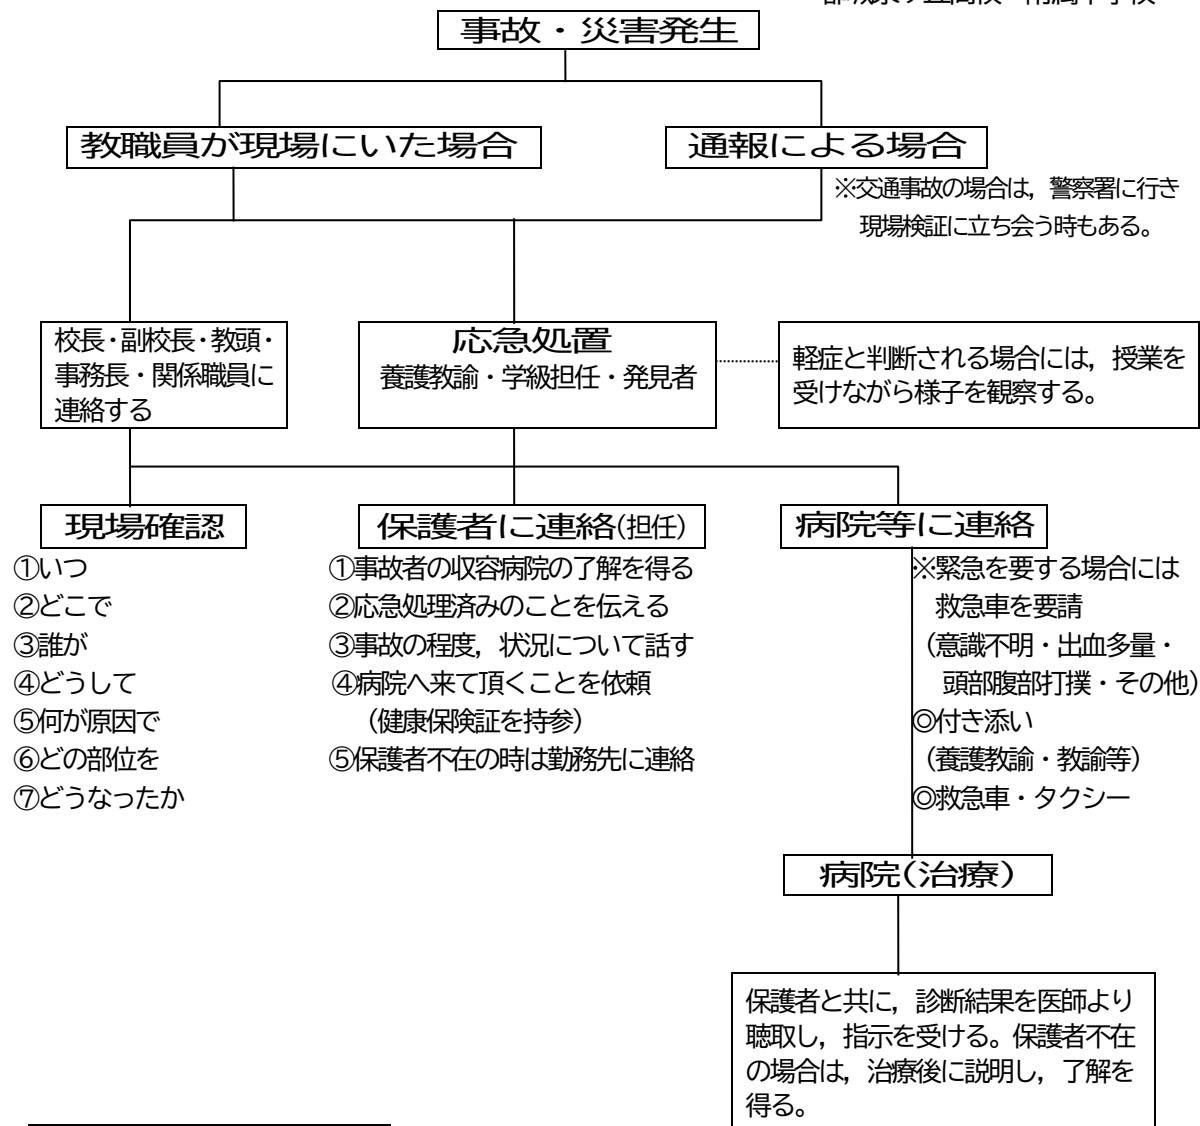 事故・災害発生
教職員が現場にいた場合
通報による場合
※交通事故の場合は，警察署に行き
現場検証に立ち会う時もある。
校長・副校長・教頭・
事務長・関係職員に
連絡する
応急処置
養護教諭・学級担任・発見者
軽症と判断される場合には，授業を
受けながら様子を観察する。
現場確認
①いつ
②どこで
③誰が
④どうして
⑤何が原因で
⑥どの部位を
⑦どうなったか
保護者に連絡(担任)
①事故者の収容病院の了解を得る
②応急処理済みのことを伝える
③事故の程度，状況について話す
④病院へ来て頂くことを依頼
（健康保険証を持参）
⑤保護者不在の時は勤務先に連絡
病院等に連絡
※緊急を要する場合には
救急車を要請
（意識不明・出血多量・
頭部腹部打撲・その他）
◎付き添い
（養護教諭・教諭等）
◎救急車・タクシー
病院（治療）
保護者と共に，診断結果を医師より
聴取し，指示を受ける。保護者不在
の場合は，治療後に説明し，了解を
得る。